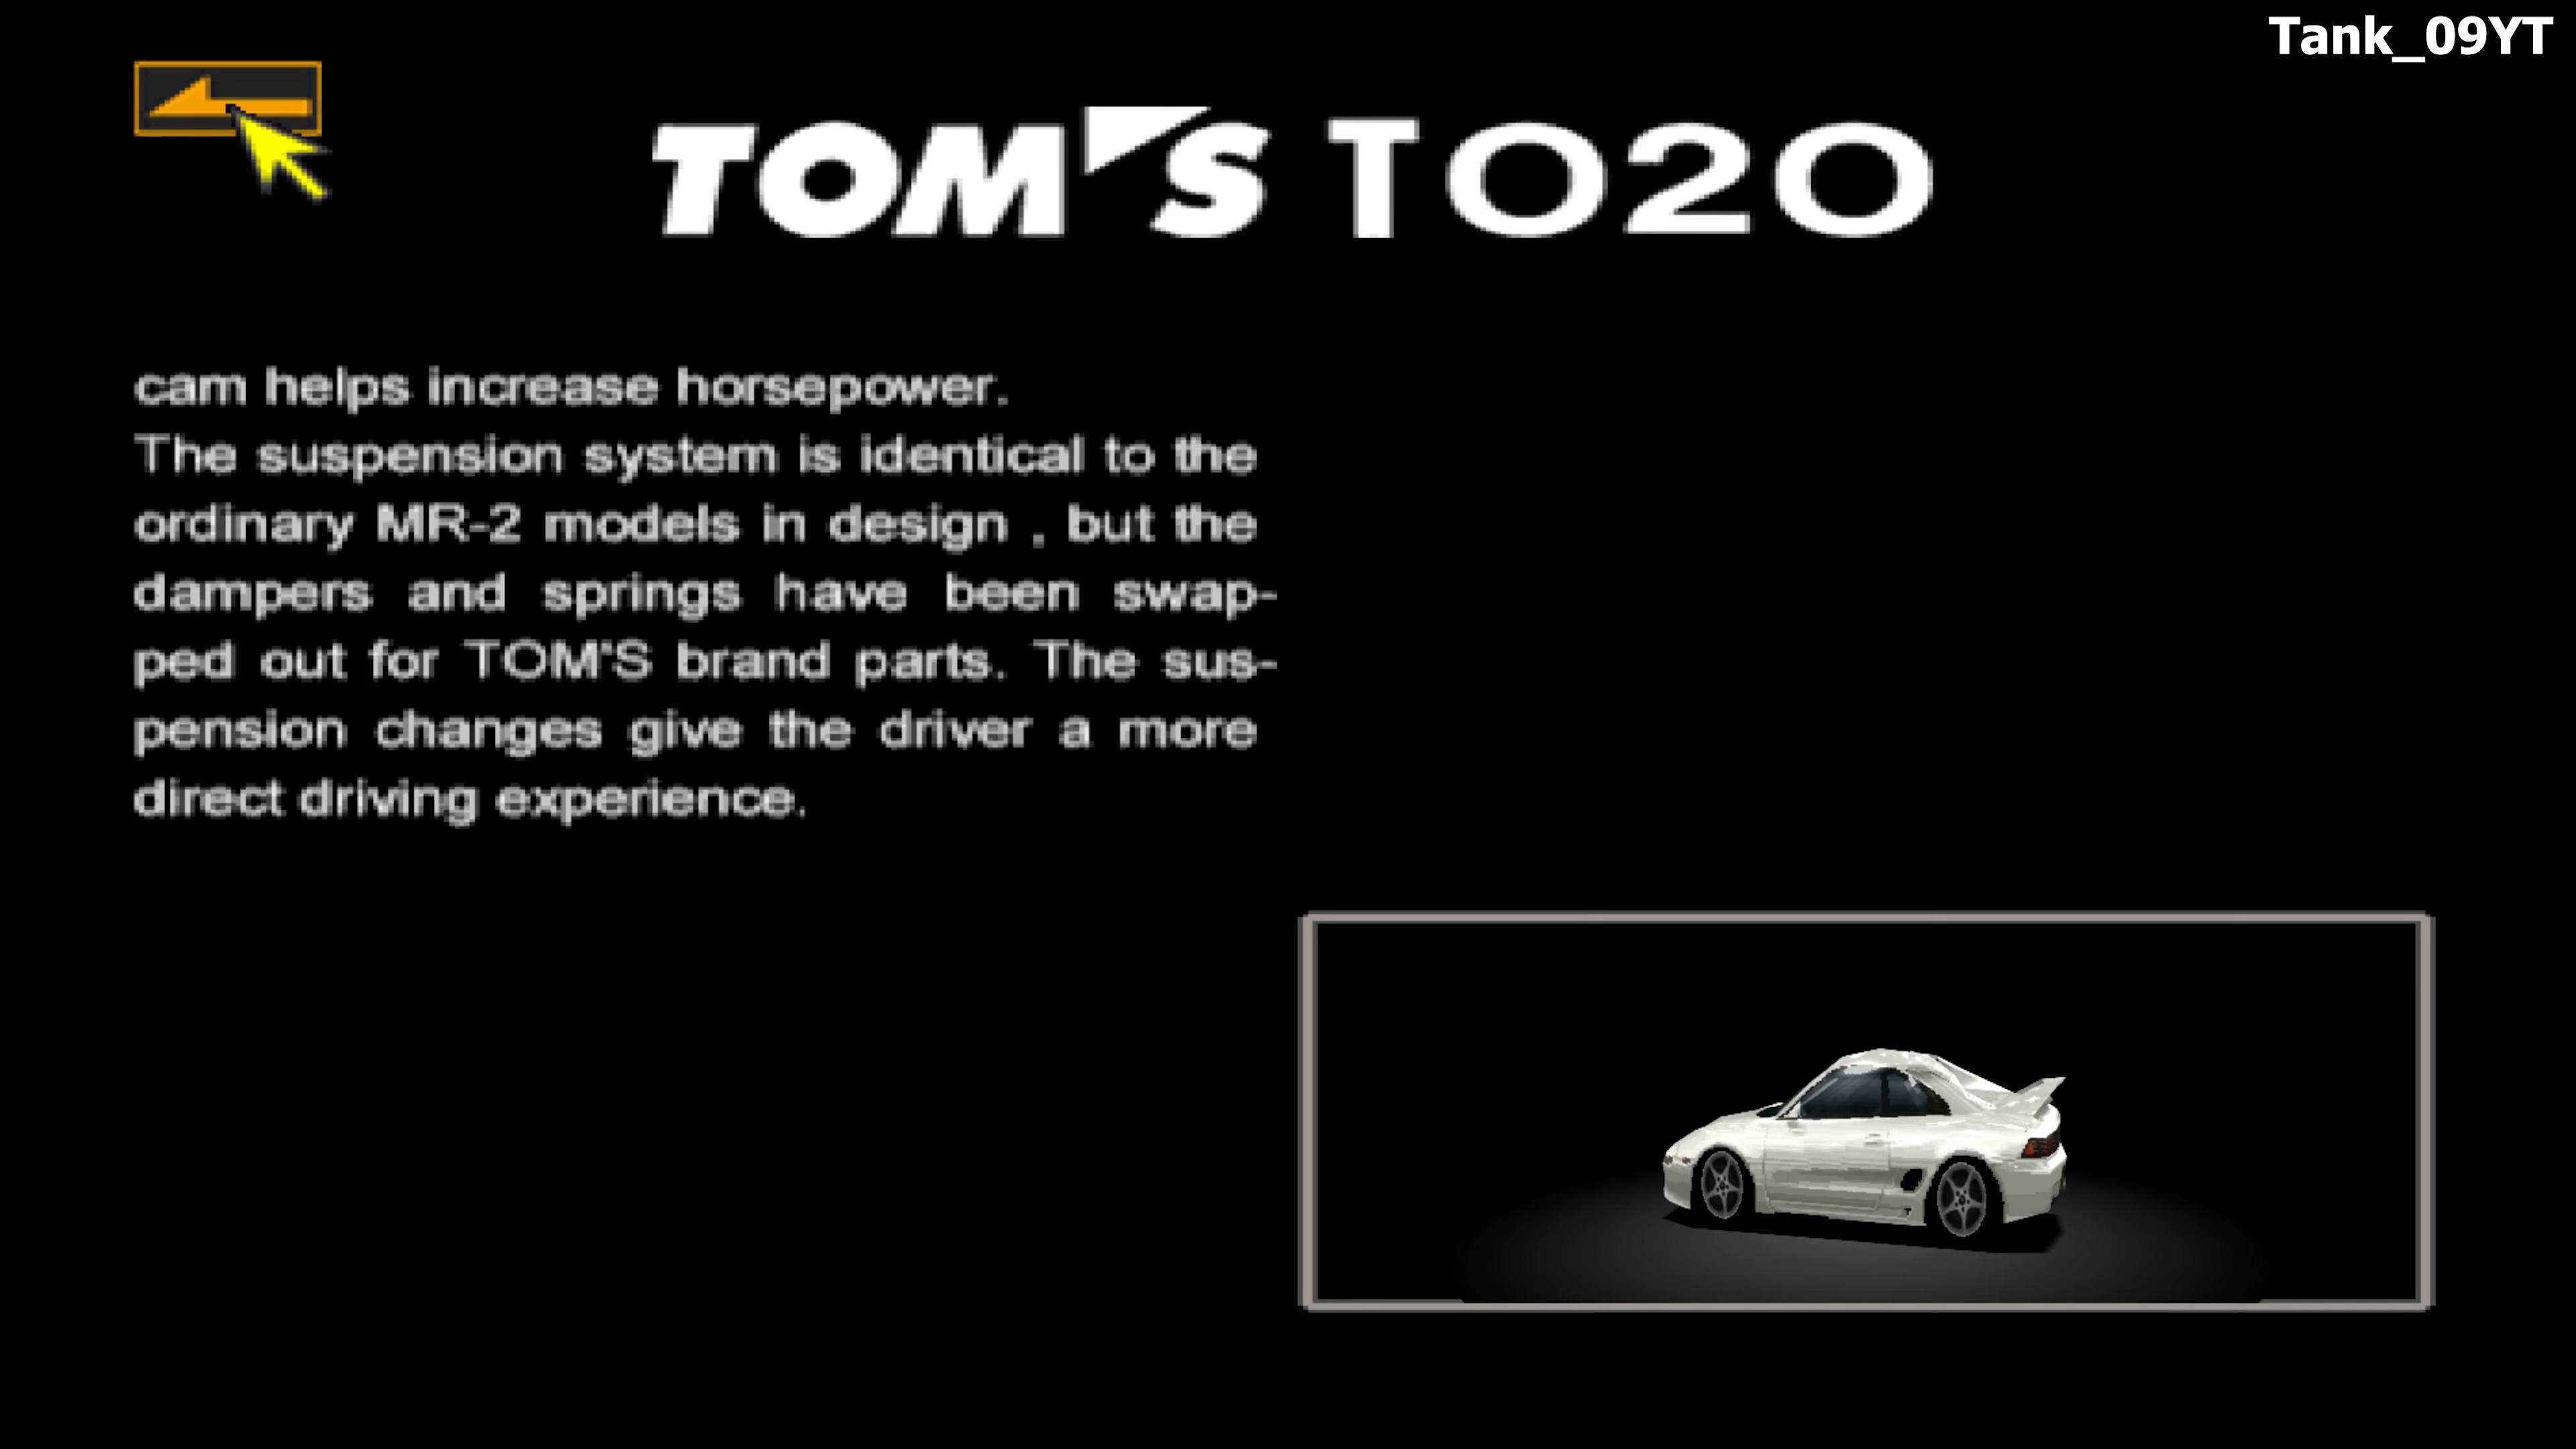 Tank_09YT
TOM'S T020
cam helps increase horsepower.
The suspension system is identical to the
ordinary MR-2 models in design , but the
dampers and springs have been swap-
ped out for TOM'S brand parts. The sus-
pension changes give the driver a more
direct driving experience.